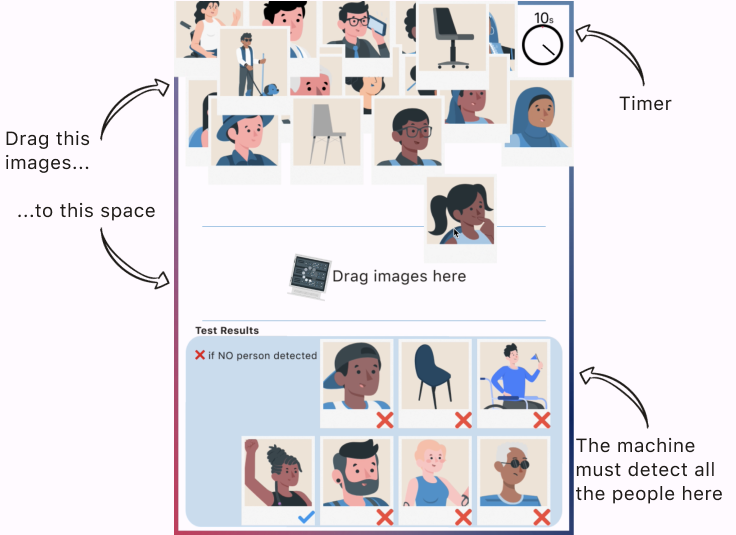 10s
Timer
Drag this
images...
...to this space
Drag images here
Test Results
if NO person detected
The machine
must detect all
the people here